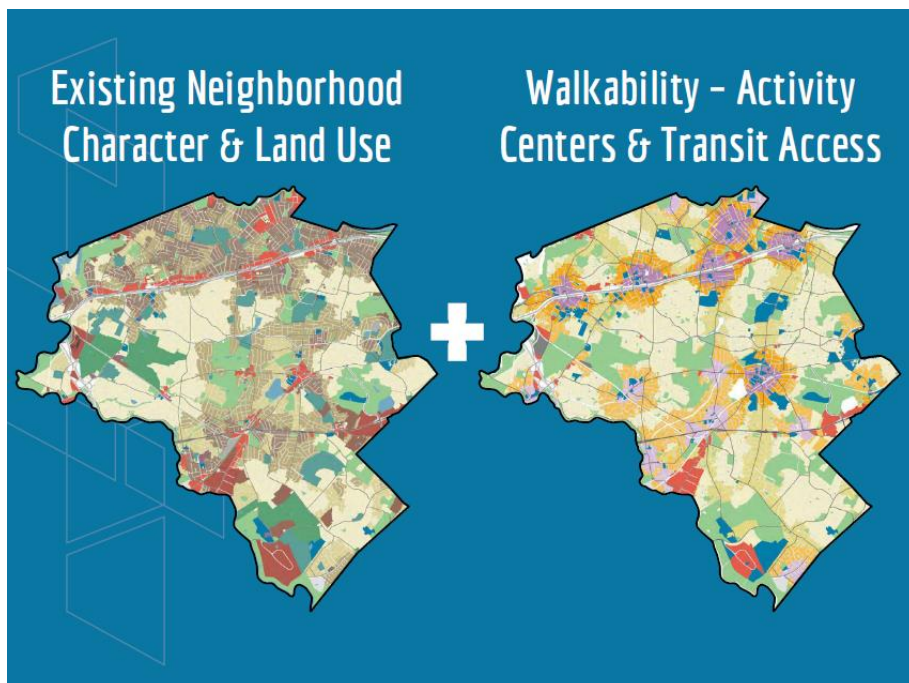 Existing Neighborhood
Character & Land Use
Walkability – Activity
Centers & Transit Access